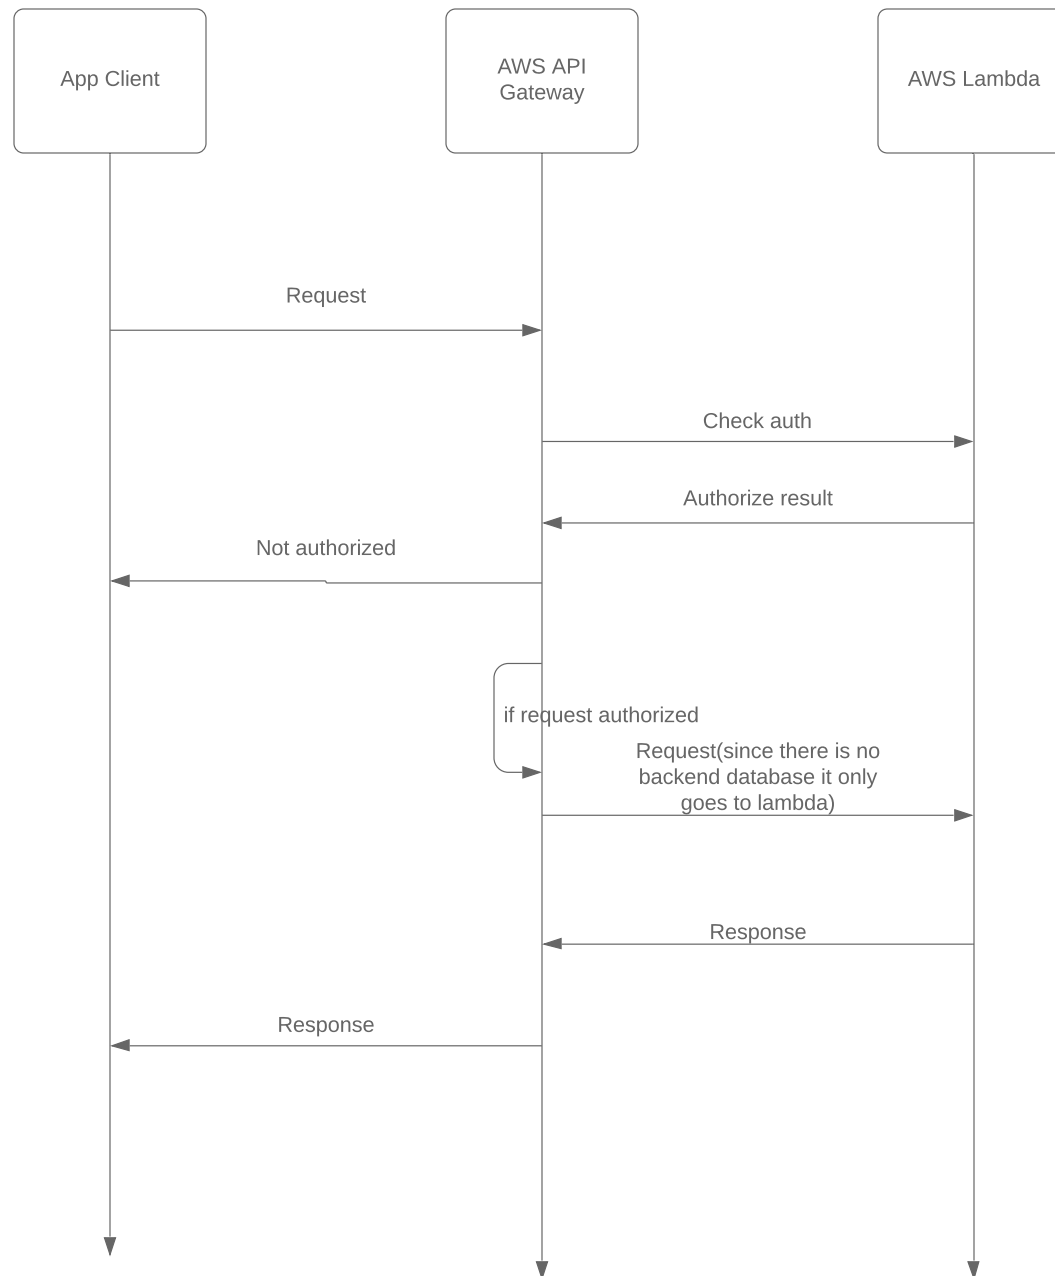 App Client
AWS API
Gateway
AWS Lambda
Request
Check auth
Authorize result
Not authorized
if request authorized
Request(since there is no
backend database it only
goes to lambda)
Response
Response